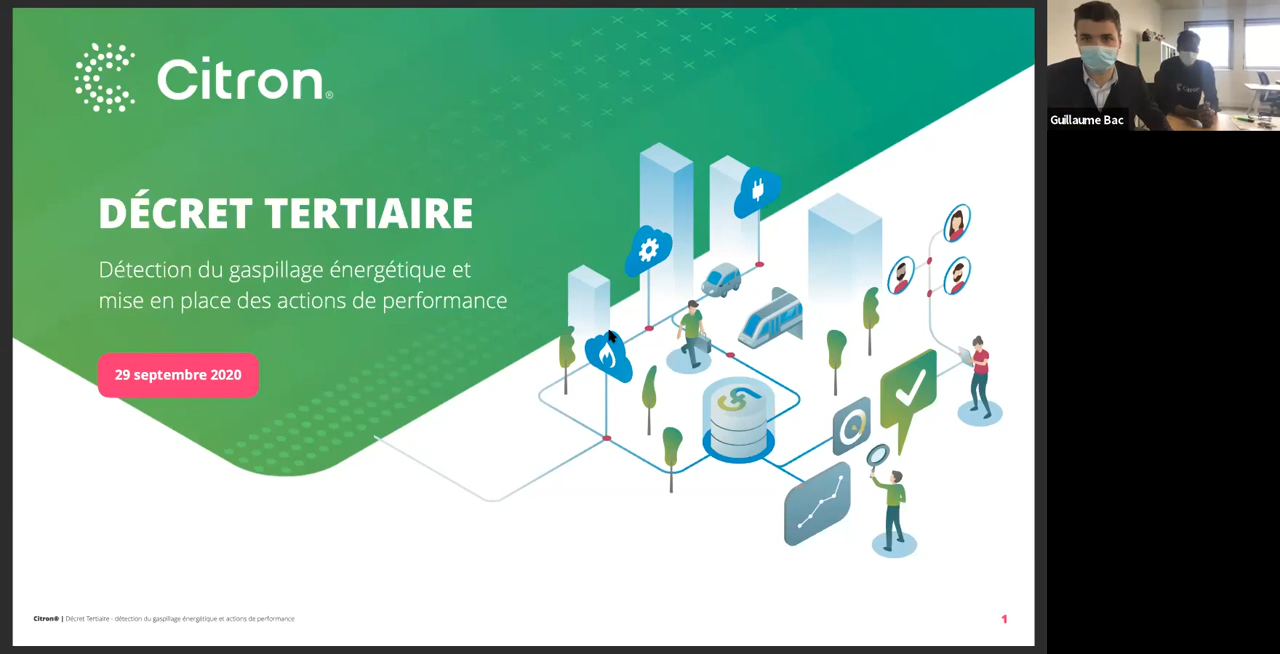 Citron®
DÉCRET TERTIAIRE
Détection du gaspillage énergétique et
mise en place des actions de performance
29 septembre 2020
Citron® | Décret Tertiaire - détection du gaspillage énergétique et actions de performance
1
Guillaume Bac